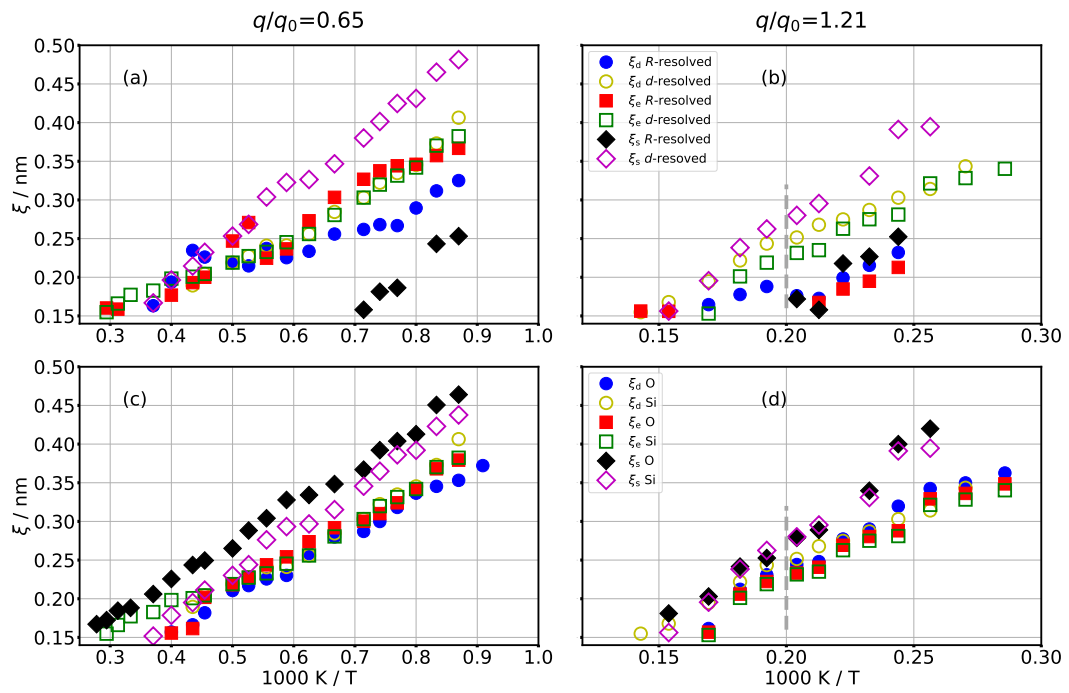 q/q₀=0.65
q/q₀=1.21
0.50
0.45
0.40
0.35
0.30
0.25
0.20
0.15
ξ / nm
(a)
0.3 0.4 0.5 0.6 0.7 0.8 0.9 1.0
(b)
ξd R-resolved
ξd d-resolved
ξe R-resolved
ξe d-resolved
ξs R-resolved
ξs d-resoved
0.15 0.20 0.25 0.30
0.50
0.45
0.40
0.35
0.30
0.25
0.20
0.15
ξ / nm
(c)
0.3 0.4 0.5 0.6 0.7 0.8 0.9 1.0
1000 K / T
(d)
ξd O
ξd Si
ξe O
ξe Si
ξs O
ξs Si
0.15 0.20 0.25 0.30
1000 K / T